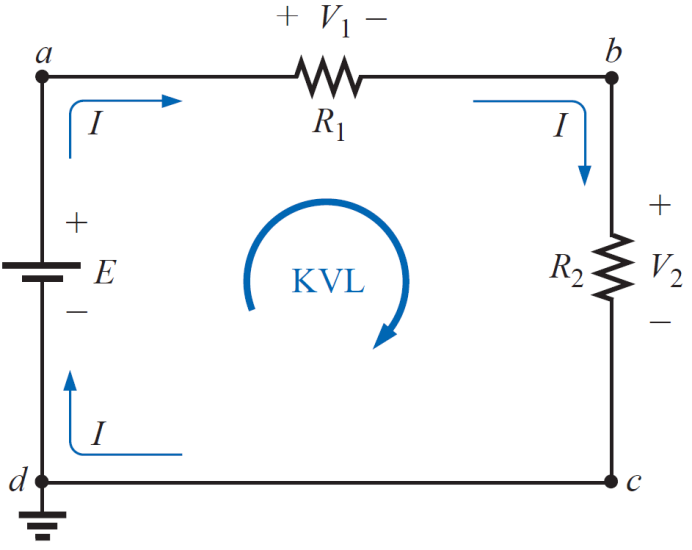 + V1 −
a
b
R1
I
I
+
E
−
KVL
+
R2
V2
−
I
d
c